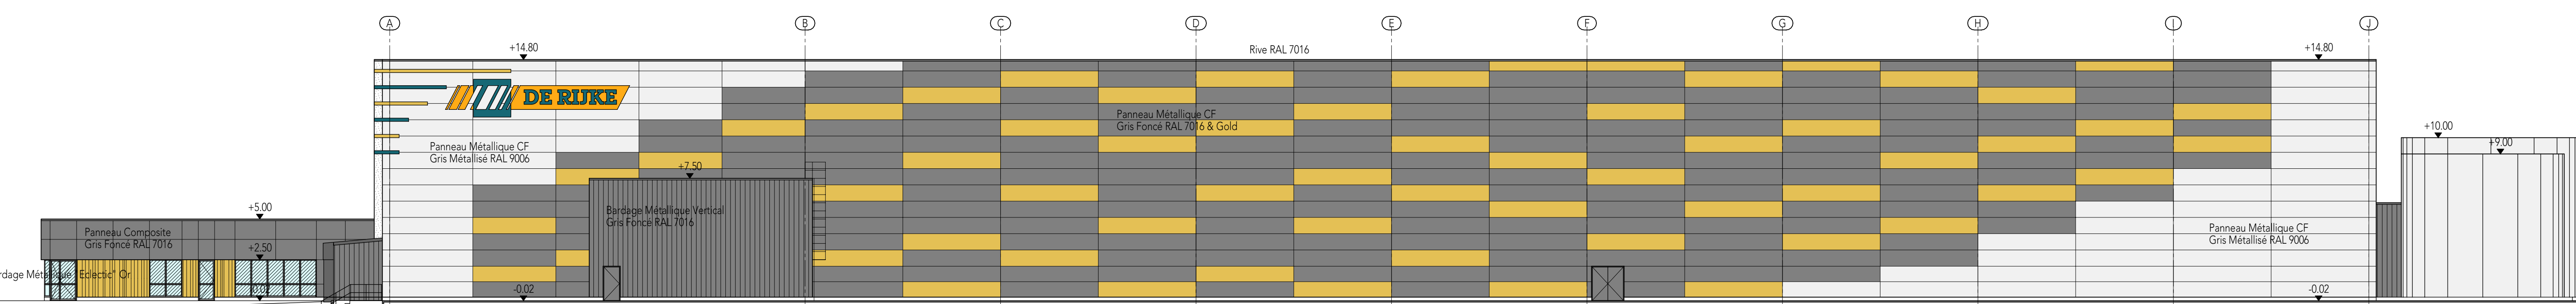 A
B
C
D
E
F
G
H
I
J
+14.80
Rive RAL 7016
+14.80
DE RIJKE
Panneau Métallique CF
Gris Foncé RAL 7016 & Gold
+10.00
+9.00
Panneau Métallique CF
Gris Métallisé RAL 9006
+7.50
+5.00
Bardage Métallique Vertical
Gris Foncé RAL 7016
Panneau Composite
Gris Foncé RAL 7016
Panneau Métallique CF
Gris Métallisé RAL 9006
+2.50
rdage Métallique "Eclectic" Or
-0.02
-0.02
-0.02